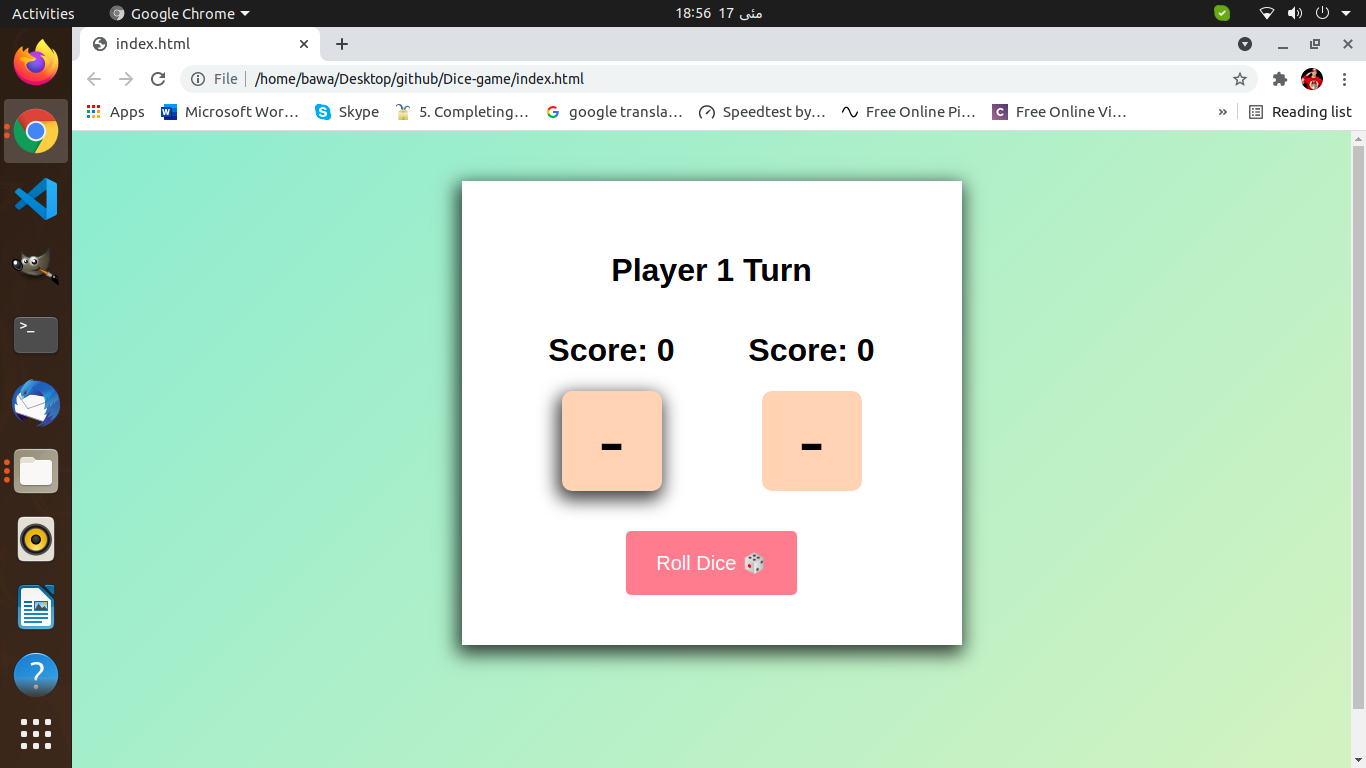 Activities
Google Chrome
18:56 17 مئی
index.html
File
/home/bawa/Desktop/github/Dice-game/index.html
Apps
Microsoft Wor…
Skype
5. Completing…
google transla…
Speedtest by…
Free Online Pi…
Free Online Vi…
»
Reading list
Player 1 Turn
Score: 0
Score: 0
-
-
Roll Dice 🎲